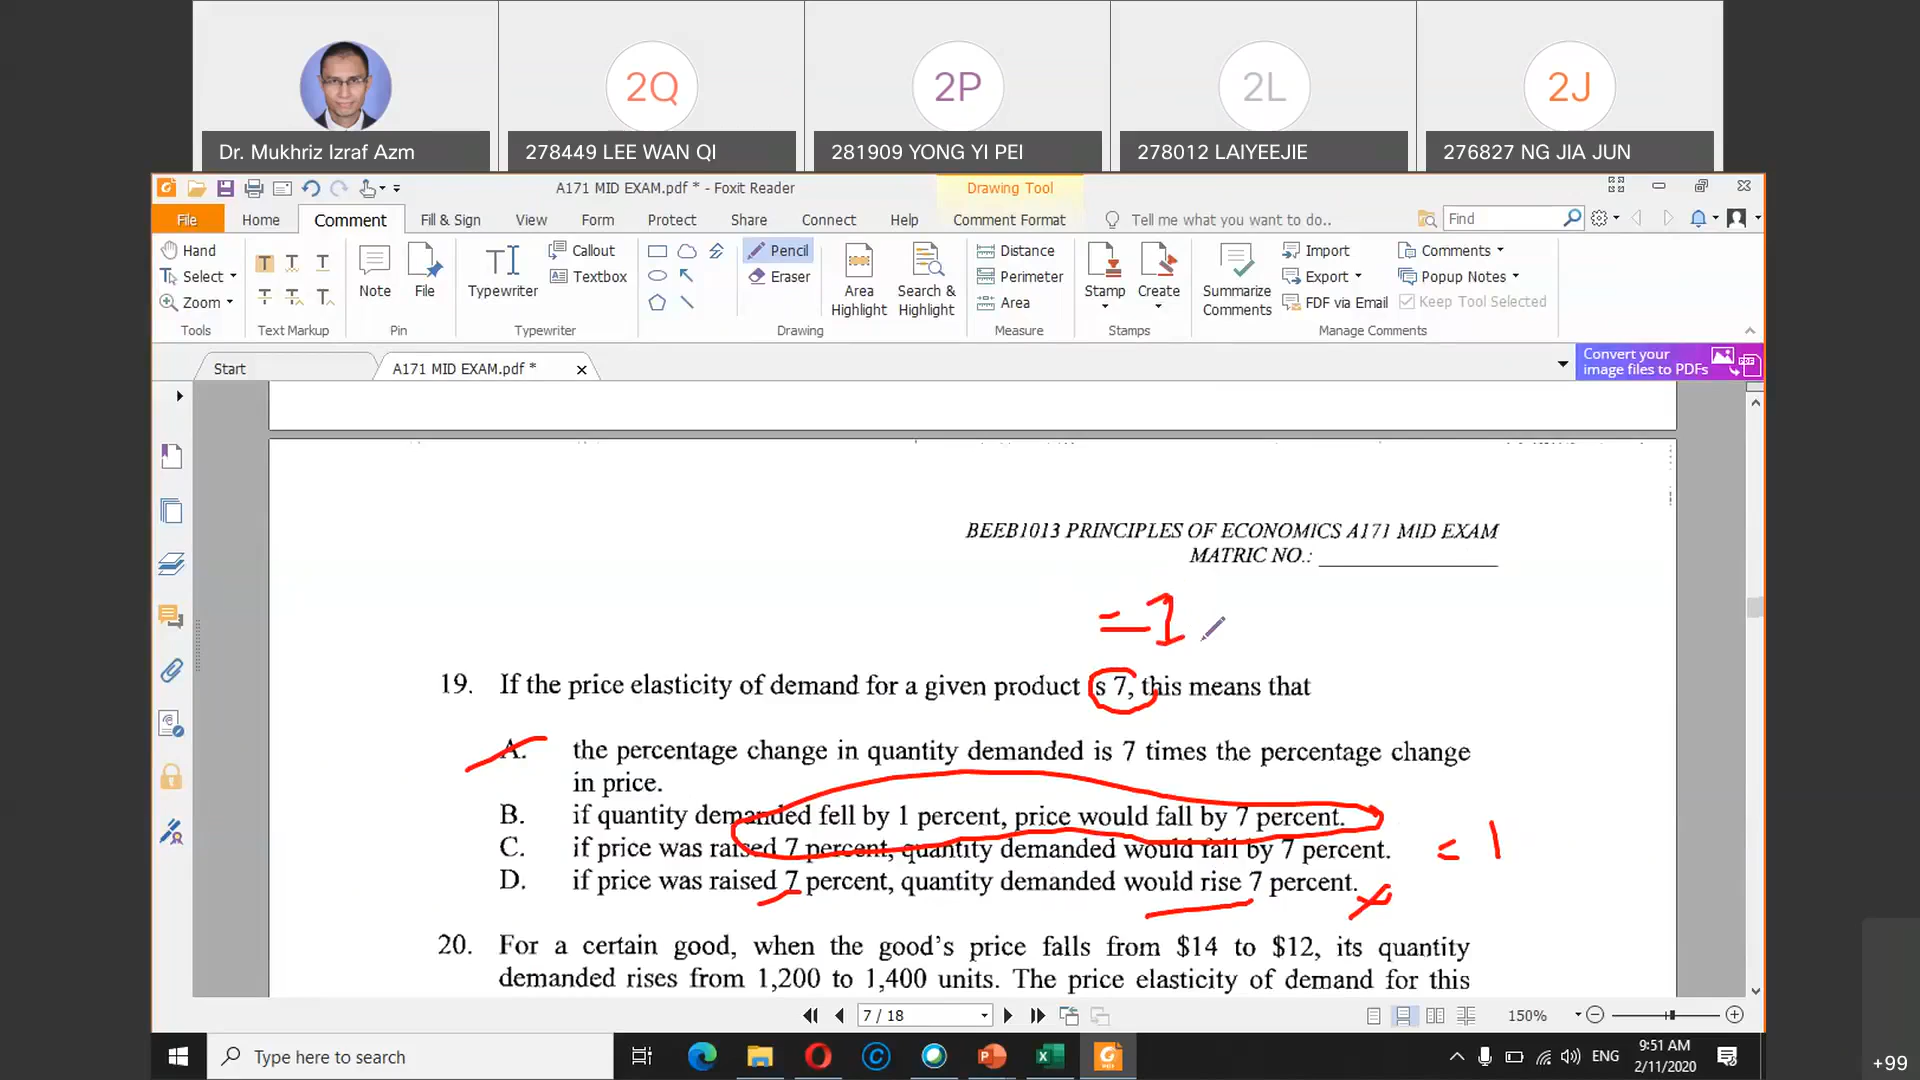 2Q
2P
2L
2J
Dr. Mukhriz Izraf Azm
278449 LEE WAN QI
281909 YONG YI PEI
278012 LAIYEEJIE
276827 NG JIA JUN
A171 MID EXAM.pdf * - Foxit Reader
Drawing Tool
File Home Comment Fill & Sign View Form Protect Share Connect Help Comment Format Tell me what you want to do.. Find
Hand
Select
Zoom
Tools
Text Markup
Note
File
Pin
Typewriter
Callout
Textbox
Typewriter
Pencil
Eraser
Area Highlight
Search & Highlight
Drawing
Distance
Perimeter
Area
Measure
Stamp
Create
Stamps
Summarize Comments
Import
Export
FDF via Email
Comments
Popup Notes
Keep Tool Selected
Manage Comments
Start
A171 MID EXAM.pdf *
Convert your
image files to PDFs
BEEB1013 PRINCIPLES OF ECONOMICS A171 MID EXAM
MATRIC NO.: __________________
= 1
19. If the price elasticity of demand for a given product is 7, this means that
A. the percentage change in quantity demanded is 7 times the percentage change
in price.
B. if quantity demanded fell by 1 percent, price would fall by 7 percent.
C. if price was raised 7 percent, quantity demanded would fall by 7 percent.
= 1
D. if price was raised 7 percent, quantity demanded would rise 7 percent.
20. For a certain good, when the good's price falls from $14 to $12, its quantity
demanded rises from 1,200 to 1,400 units. The price elasticity of demand for this
7 / 18
150%
Type here to search
ENG
9:51 AM
2/11/2020
+99